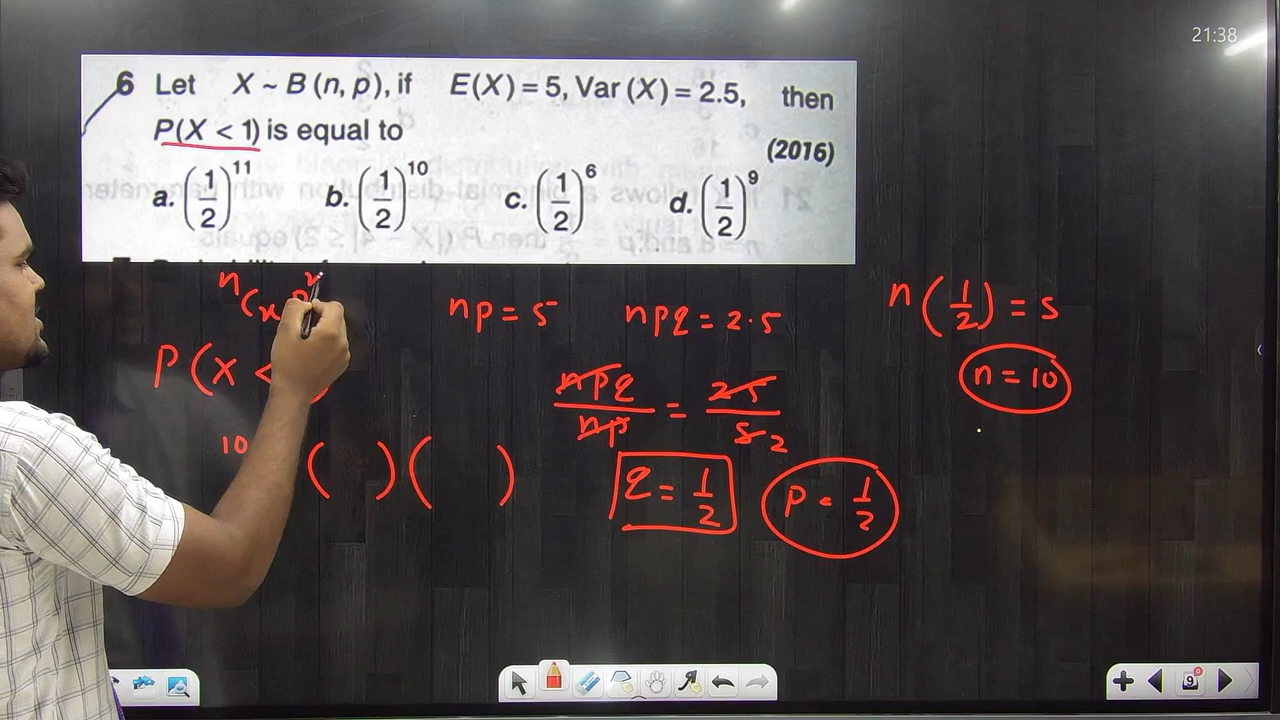 21:38
6 Let X ~ B (n, p), if E(X) = 5, Var (X) = 2.5, then
P(X < 1) is equal to
(2016)
a. (1/2)^11 b. (1/2)^10 c. (1/2)^6 d. (1/2)^9
np = 5 npq = 2.5 n(1/2) = 5
P(X <
npq/np = 25/5 2
n = 10
10 ( ) ( )
q = 1/2 p = 1/2
9